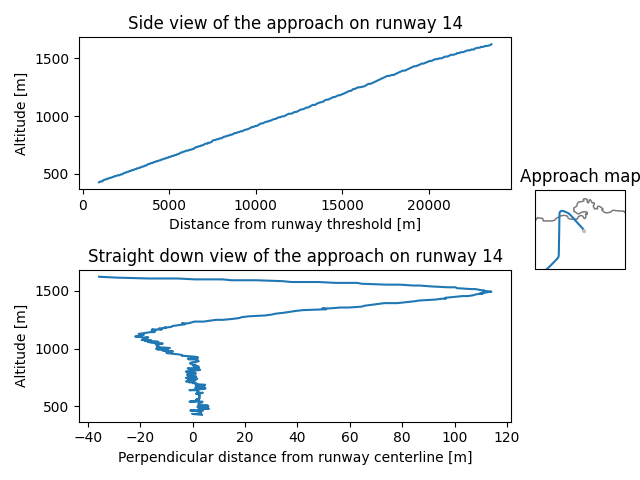 Side view of the approach on runway 14
1500
1000
500
Altitude [m]
0 5000 10000 15000 20000
Distance from runway threshold [m]
Approach map
Straight down view of the approach on runway 14
1500
1000
500
Altitude [m]
−40 −20 0 20 40 60 80 100 120
Perpendicular distance from runway centerline [m]